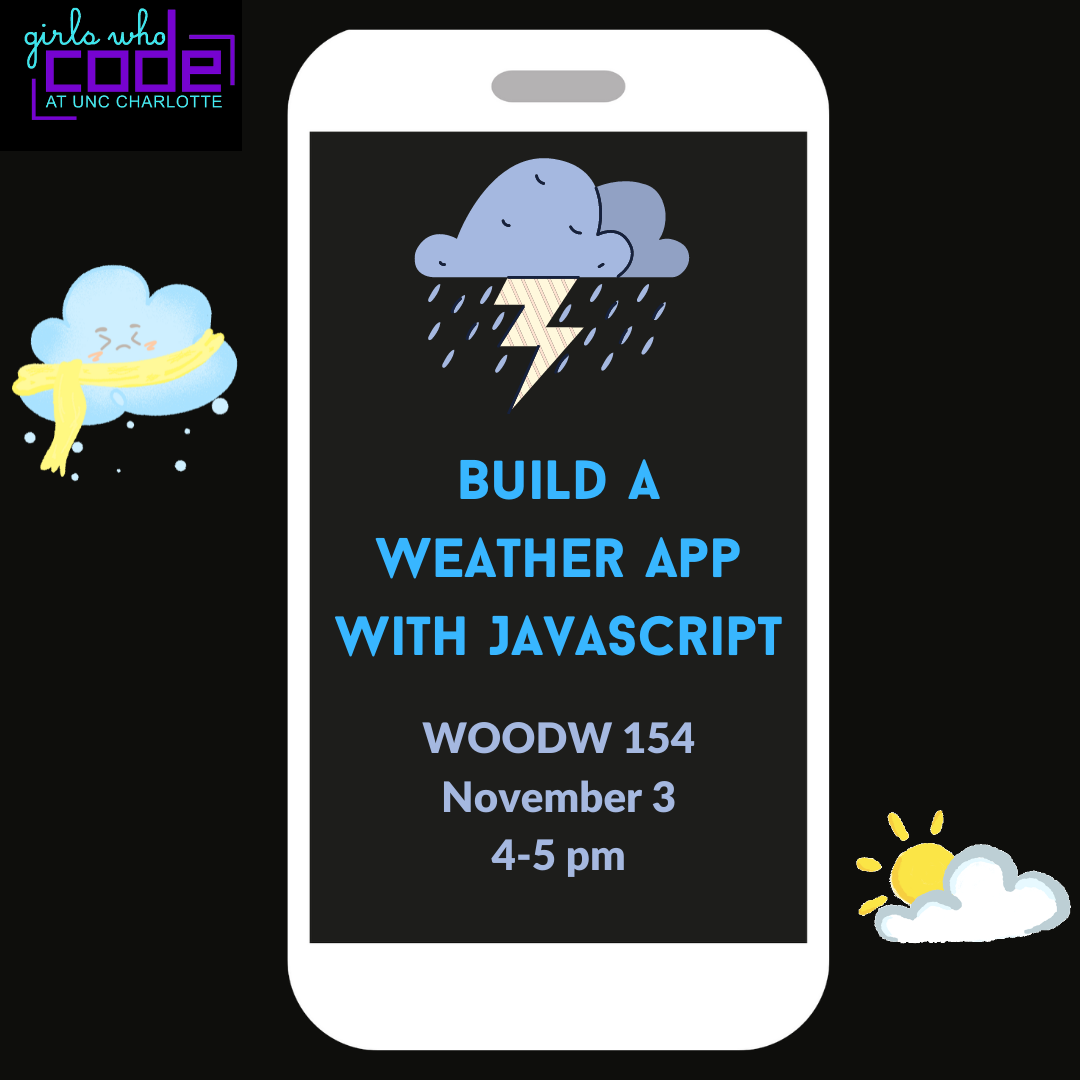 girls who
code
AT UNC CHARLOTTE
BUILD A
WEATHER APP
WITH JAVASCRIPT
WOODW 154
November 3
4-5 pm